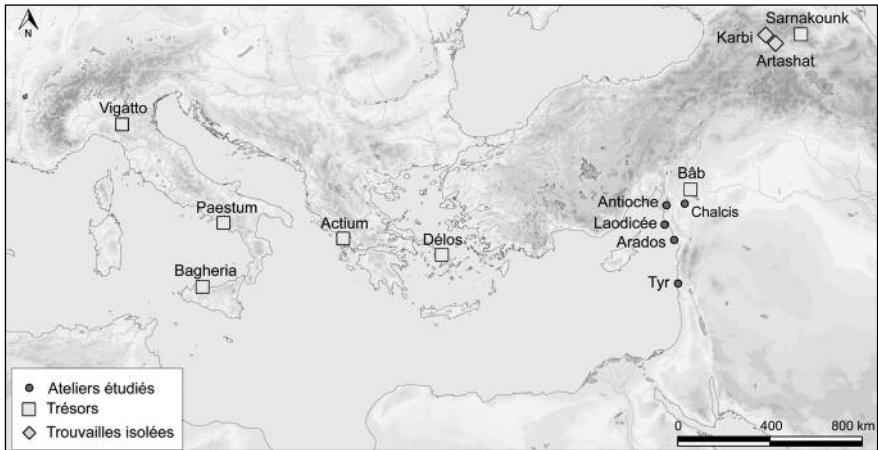 N
Sarnakounk
Karbi
Artashat
Vigatto
Bâb
Antioche
Chalcis
Paestum
Laodicée
Actium
Délos
Arados
Bagheria
Tyr
Ateliers étudiés
Trésors
Trouvailles isolées
0 400 800 km